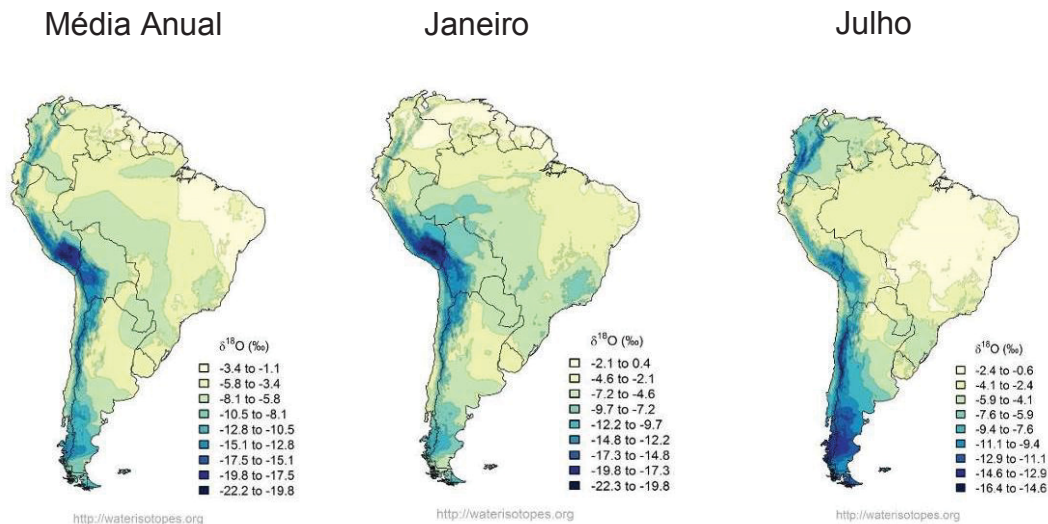 Média Anual
δ¹⁸O (‰)
-3.4 to -1.1
-5.8 to -3.4
-8.1 to -5.8
-10.5 to -8.1
-12.8 to -10.5
-15.1 to -12.8
-17.5 to -15.1
-19.8 to -17.5
-22.2 to -19.8
http://waterisotopes.org
Janeiro
δ¹⁸O (‰)
-2.1 to 0.4
-4.6 to -2.1
-7.2 to -4.6
-9.7 to -7.2
-12.2 to -9.7
-14.8 to -12.2
-17.3 to -14.8
-19.8 to -17.3
-22.3 to -19.8
http://waterisotopes.org
Julho
δ¹⁸O (‰)
-2.4 to -0.6
-4.1 to -2.4
-5.9 to -4.1
-7.6 to -5.9
-9.4 to -7.6
-11.1 to -9.4
-12.9 to -11.1
-14.6 to -12.9
-16.4 to -14.6
http://waterisotopes.org